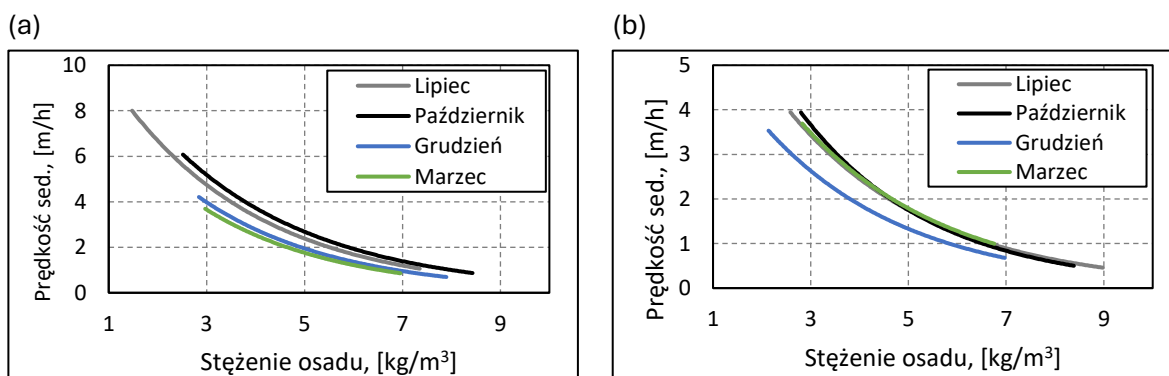 (a)
10
8
6
4
2
0
1 3 5 7 9
Prędkość sed., [m/h]
Stężenie osadu, [kg/m³]
Lipiec
Październik
Grudzień
Marzec
(b)
5
4
3
2
1
0
1 3 5 7 9
Prędkość sed., [m/h]
Stężenie osadu, [kg/m³]
Lipiec
Październik
Grudzień
Marzec